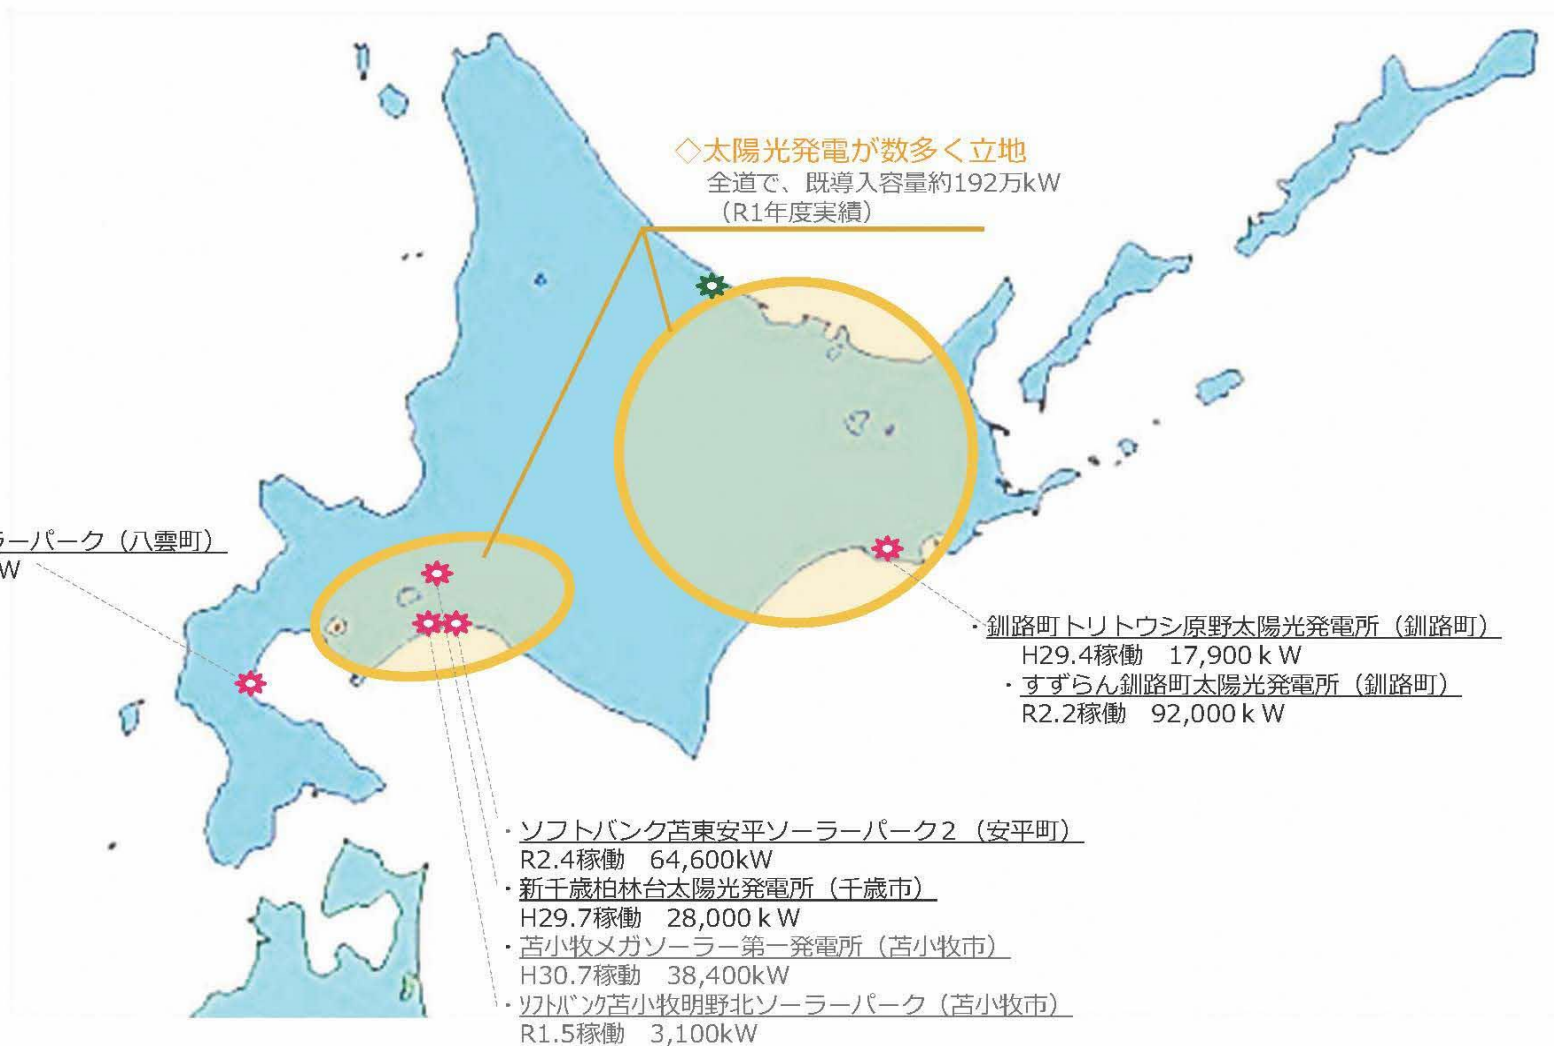 ◇太陽光発電が数多く立地
全道で、既導入容量約192万kW
（R1年度実績）
ラーパーク（八雲町）
W
・釧路町トリトウシ原野太陽光発電所（釧路町）
H29.4稼働　17,900ｋW
・すずらん釧路町太陽光発電所（釧路町）
R2.2稼働　92,000ｋW
・ソフトバンク苫東安平ソーラーパーク２（安平町）
R2.4稼働　64,600kW
・新千歳柏林台太陽光発電所（千歳市）
H29.7稼働　28,000ｋW
・苫小牧メガソーラー第一発電所（苫小牧市）
H30.7稼働　38,400kW
・ｿﾌﾄﾊﾞﾝｸ苫小牧明野北ソーラーパーク（苫小牧市）
R1.5稼働　3,100kW